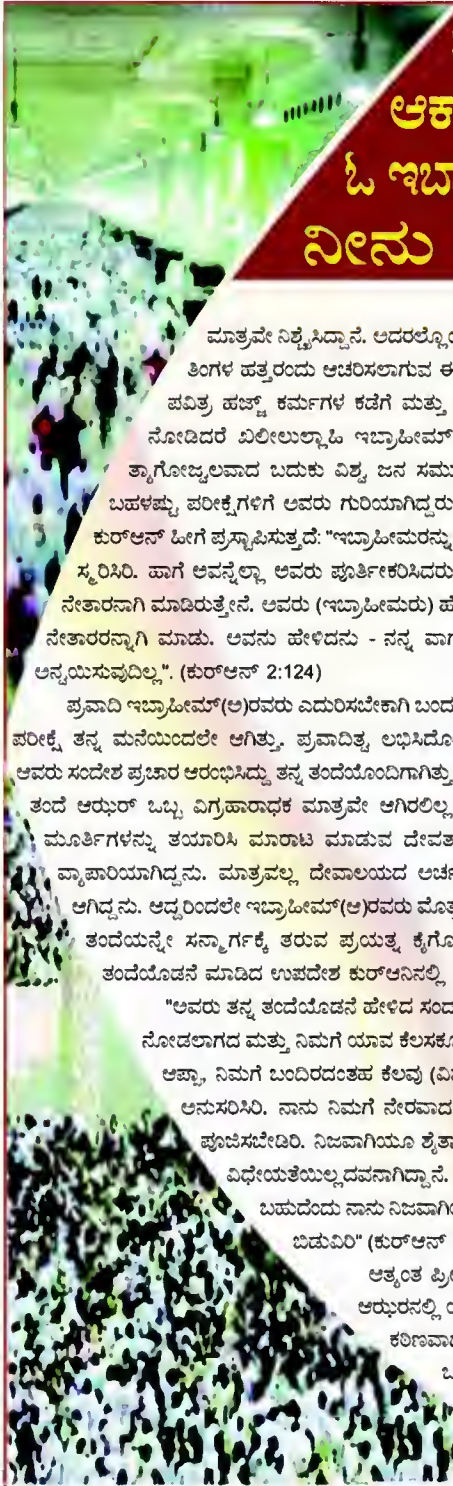 ಆಕ
ಓ ಇಬಾ
ನೀನು
ಮಾತ್ರವೇ ನಿಶ್ಚೈಸಿದ್ದಾನೆ. ಅದರಲ್ಲೊಂ
ತಿಂಗಳ ಹತ್ತರಂದು ಆಚರಿಸಲಾಗುವ ಈ
ಪವಿತ್ರ ಹಜ್ಜ್ ಕರ್ಮಗಳ ಕಡೆಗೆ ಮತ್ತು
ನೋಡಿದರೆ ಖಲೀಲುಲ್ಲಾಹಿ ಇಬ್ರಾಹೀಮ್
ತ್ಯಾಗೋಜ್ವಲವಾದ ಬದುಕು ವಿಶ್ವ ಜನ ಸಮು
ಬಹಳಷ್ಟು ಪರೀಕ್ಷೆಗಳಿಗೆ ಅವರು ಗುರಿಯಾಗಿದ್ದರು
ಕುರ್‌ಆನ್ ಹೀಗೆ ಪ್ರಸ್ತಾಪಿಸುತ್ತದೆ: "ಇಬ್ರಾಹೀಮರನ್ನು
ಸ್ಮರಿಸಿರಿ. ಹಾಗೆ ಅವನ್ನೆಲ್ಲಾ ಅವರು ಪೂರ್ತೀಕರಿಸಿದರು
ನೇತಾರನಾಗಿ ಮಾಡಿರುತ್ತೇನೆ. ಅವರು (ಇಬ್ರಾಹೀಮರು) ಹೆ
ನೇತಾರರನ್ನಾಗಿ ಮಾಡು. ಅವನು ಹೇಳಿದನು - ನನ್ನ ವಾಗ
ಅನ್ವಯಿಸುವುದಿಲ್ಲ". (ಕುರ್‌ಆನ್ 2:124)
ಪ್ರವಾದಿ ಇಬ್ರಾಹೀಮ್(ಅ)ರವರು ಎದುರಿಸಬೇಕಾಗಿ ಬಂದ
ಪರೀಕ್ಷೆ ತನ್ನ ಮನೆಯಿಂದಲೇ ಆಗಿತ್ತು. ಪ್ರವಾದಿತ್ವ ಲಭಿಸಿದೊ
ಆವರು ಸಂದೇಶ ಪ್ರಚಾರ ಆರಂಭಿಸಿದ್ದು ತನ್ನ ತಂದೆಯೊಂದಿಗಾಗಿತ್ತು
ತಂದೆ ಆಝರ್ ಒಬ್ಬ ವಿಗ್ರಹಾರಾಧಕ ಮಾತ್ರವೇ ಆಗಿರಲಿಲ್ಲ
ಮೂರ್ತಿಗಳನ್ನು ತಯಾರಿಸಿ ಮಾರಾಟ ಮಾಡುವ ದೇವತ
ವ್ಯಾಪಾರಿಯಾಗಿದ್ದನು. ಮಾತ್ರವಲ್ಲ ದೇವಾಲಯದ ಅರ್ಚ
ಆಗಿದ್ದನು. ಆದ್ದರಿಂದಲೇ ಇಬ್ರಾಹೀಮ್(ಅ)ರವರು ಮೊತ್ತ
ತಂದೆಯನ್ನೇ ಸನ್ಮಾರ್ಗಕ್ಕೆ ತರುವ ಪ್ರಯತ್ನ ಕೈಗೊ
ತಂದೆಯೊಡನೆ ಮಾಡಿದ ಉಪದೇಶ ಕುರ್‌ಆನಿನಲ್ಲಿ
"ಅವರು ತನ್ನ ತಂದೆಯೊಡನೆ ಹೇಳಿದ ಸಂದ
ನೋಡಲಾಗದ ಮತ್ತು ನಿಮಗೆ ಯಾವ ಕೆಲಸಕೂ
ಆಪ್ಪಾ, ನಿಮಗೆ ಬಂದಿರದಂತಹ ಕೆಲವು (ವಿ
ಅನುಸರಿಸಿರಿ. ನಾನು ನಿಮಗೆ ನೇರವಾದ
ಪೂಜಿಸಬೇಡಿರಿ. ನಿಜವಾಗಿಯೂ ಶೈತಾ
ವಿಧೇಯತೆಯಿಲ್ಲದವನಾಗಿದ್ದಾನೆ.
ಬಹುದೆಂದು ನಾನು ನಿಜವಾಗಿಂ
ಬಿಡುವಿರಿ" (ಕುರ್‌ಆನ್
ಆತ್ಯಂತ ಪ್ರೀ
ಆಝರನಲ್ಲಿ ಯ
ಕಠಿಣವಾ
ಒ